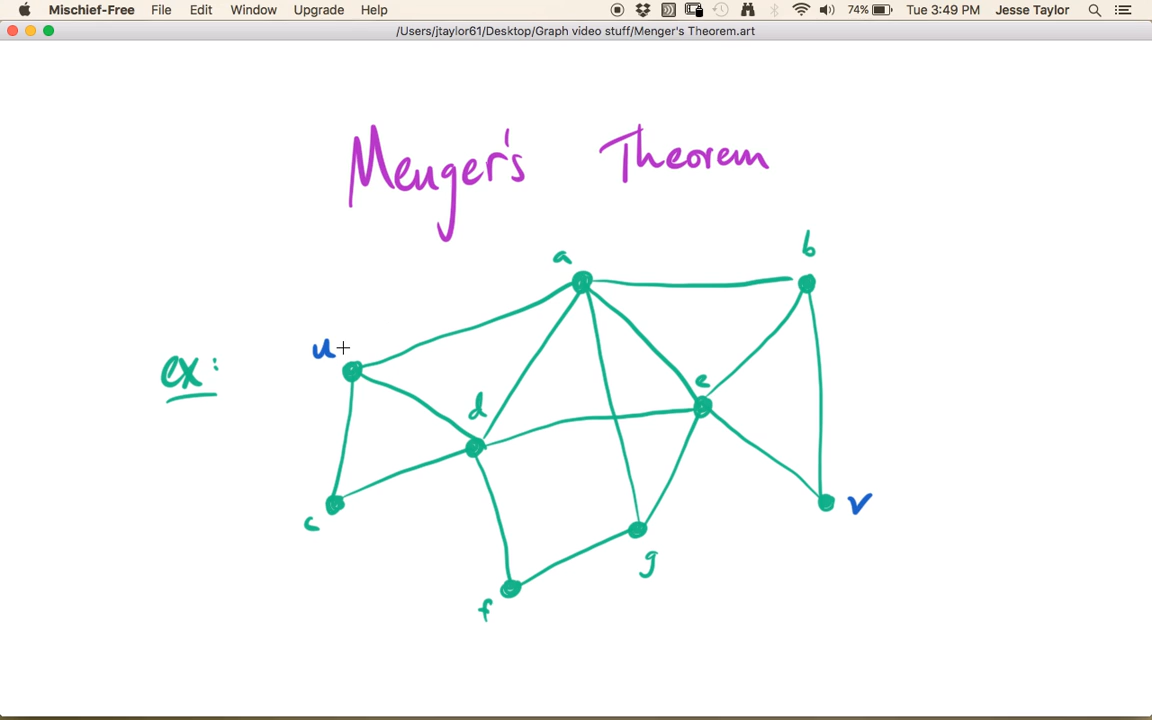 Mischief-Free File Edit Window Upgrade Help 74% Tue 3:49 PM Jesse Taylor
/Users/jtaylor61/Desktop/Graph video stuff/Menger's Theorem.art
Menger's Theorem
a
b
ex:
u
d
e
c
v
g
f